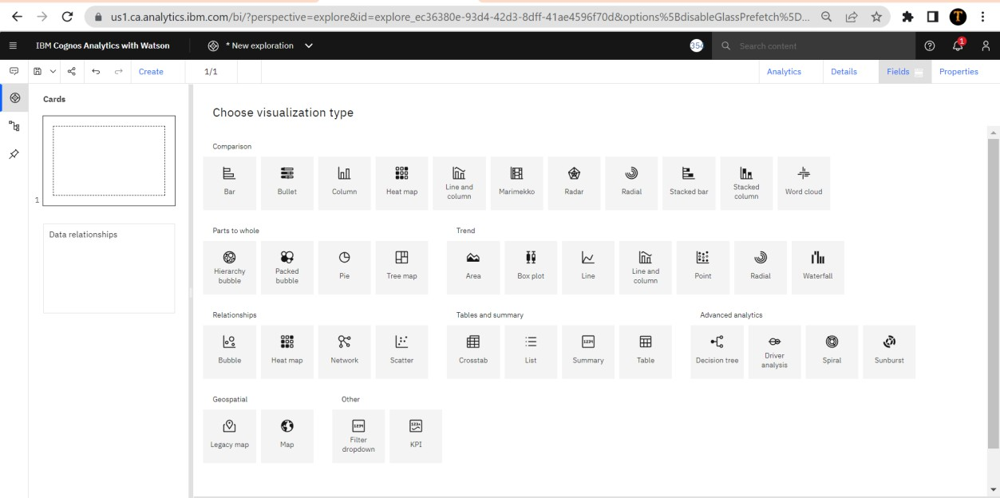 us1.ca.analytics.ibm.com/bi/?perspective=explore&id=explore_ec36380e-93d4-42d3-8dff-41ae4596f70d&options%5BdisableGlassPrefetch%5D...
T
IBM Cognos Analytics with Watson
* New exploration
Search content
1
Create
1/1
Analytics
Details
Fields
Properties
Cards
1
Data relationships
Choose visualization type
Comparison
Bar
Bullet
Column
Heat map
Line and
column
Marimekko
Radar
Radial
Stacked bar
Stacked
column
Word cloud
Parts to whole
Hierarchy
bubble
Packed
bubble
Pie
Tree map
Trend
Area
Box plot
Line
Line and
column
Point
Radial
Waterfall
Relationships
Bubble
Heat map
Network
Scatter
Tables and summary
Crosstab
List
1234
Summary
Table
Advanced analytics
Decision tree
Driver
analysis
Spiral
Sunburst
Geospatial
Legacy map
Map
Other
1234
Filter
dropdown
KPI